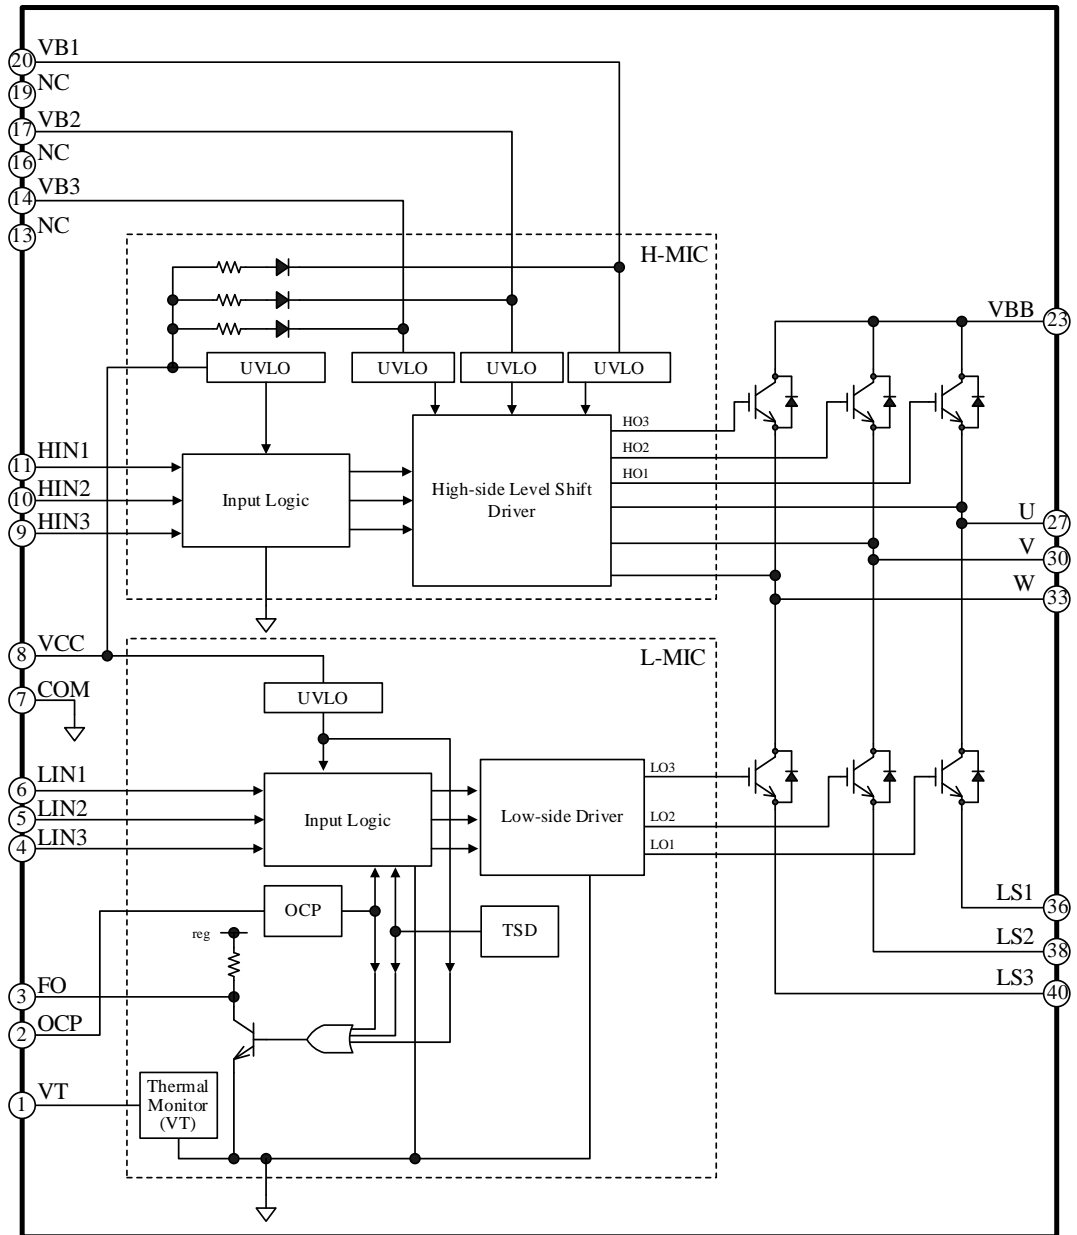 20 VB1
19 NC
17 VB2
16 NC
14 VB3
13 NC
H-MIC
VBB 23
UVLO
UVLO
UVLO
UVLO
HO3
HO2
HO1
11 HIN1
10 HIN2
9 HIN3
Input Logic
High-side Level Shift
Driver
U 27
V 30
W 33
8 VCC
L-MIC
7 COM
UVLO
6 LIN1
5 LIN2
4 LIN3
Input Logic
Low-side Driver
LO3
LO2
LO1
OCP
TSD
reg
LS1 36
LS2 38
LS3 40
3 FO
2 OCP
1 VT
Thermal
Monitor
(VT)